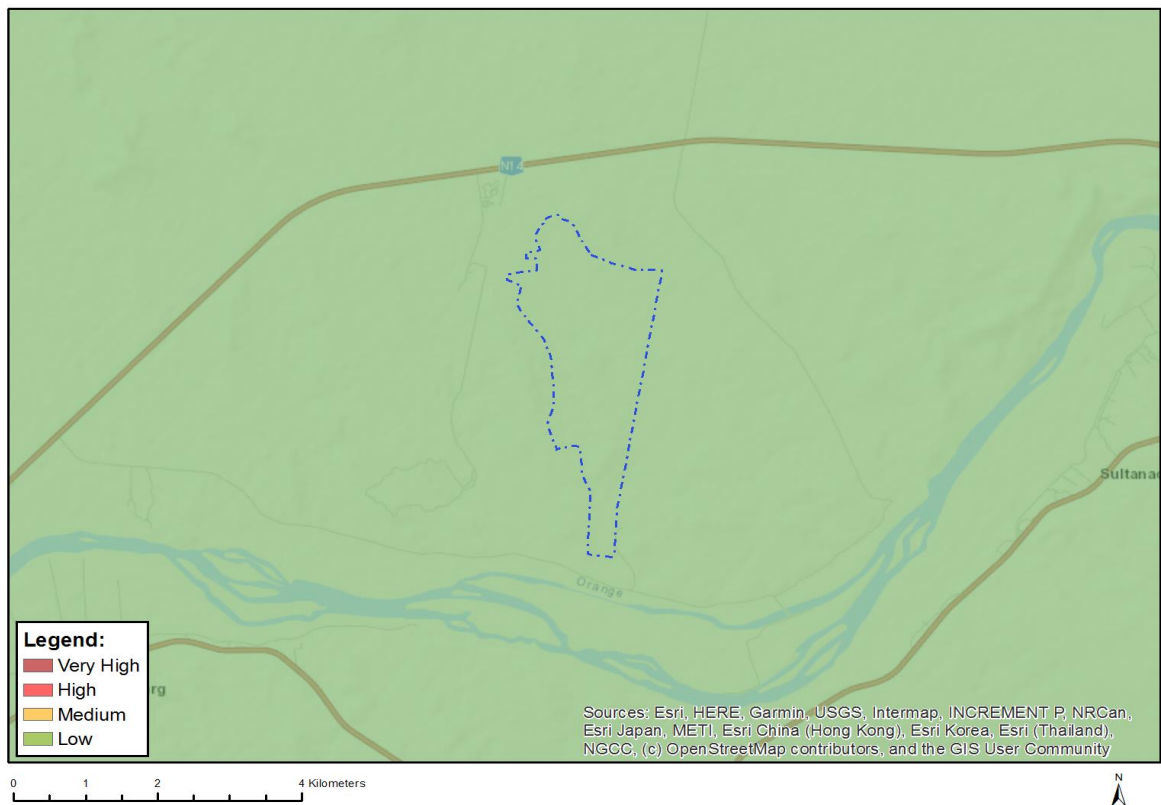 N14
Sultanad
Orange
rg
Legend:
Very High
High
Medium
Low
Sources: Esri, HERE, Garmin, USGS, Intermap, INCREMENT P, NRCan,
Esri Japan, METI, Esri China (Hong Kong), Esri Korea, Esri (Thailand),
NGCC, (c) OpenStreetMap contributors, and the GIS User Community
0 1 2 4 Kilometers
N